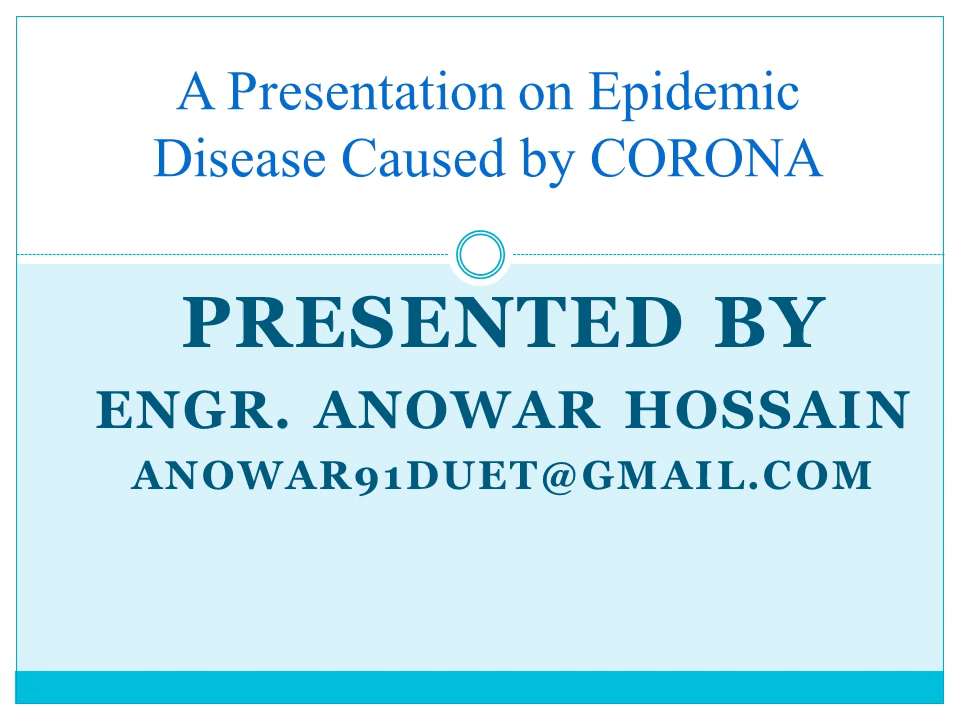 A Presentation on Epidemic
Disease Caused by CORONA
PRESENTED BY
ENGR. ANOWAR HOSSAIN
ANOWAR91DUET@GMAIL.COM